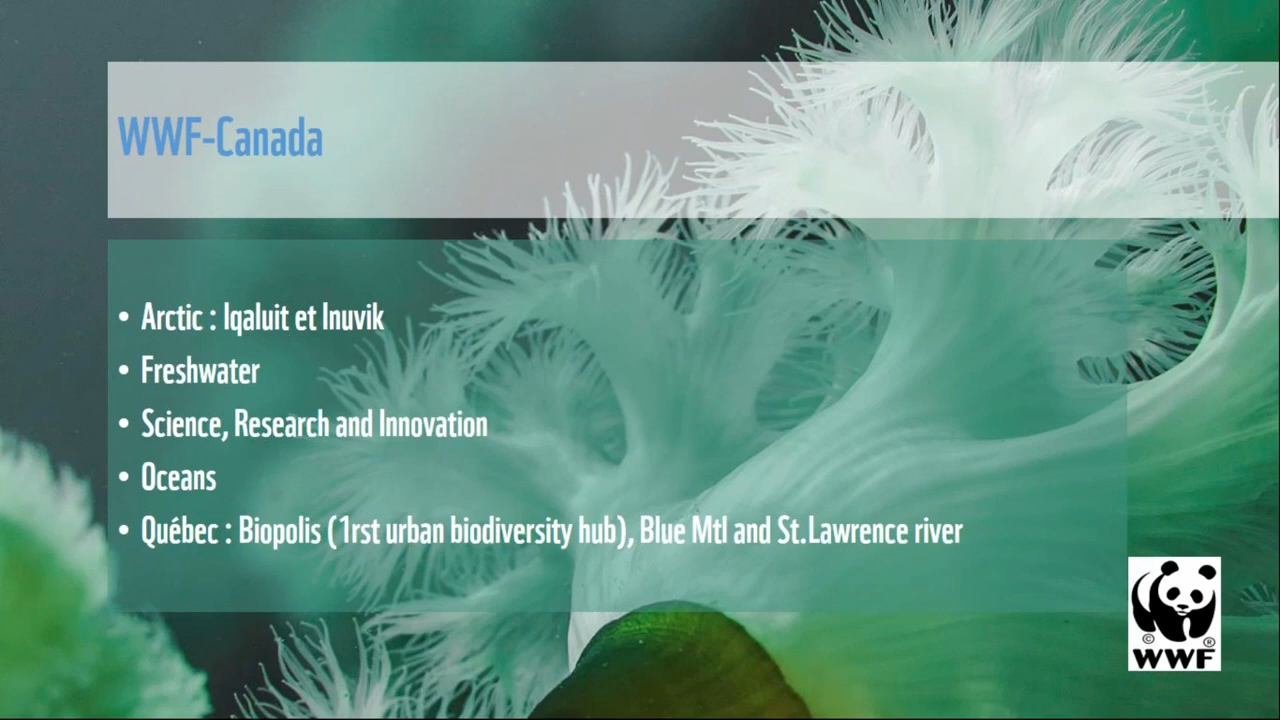 WWF-Canada
• Arctic : Iqaluit et Inuvik
• Freshwater
• Science, Research and Innovation
• Oceans
• Québec : Biopolis (1rst urban biodiversity hub), Blue Mtl and St.Lawrence river
© ®
WWF